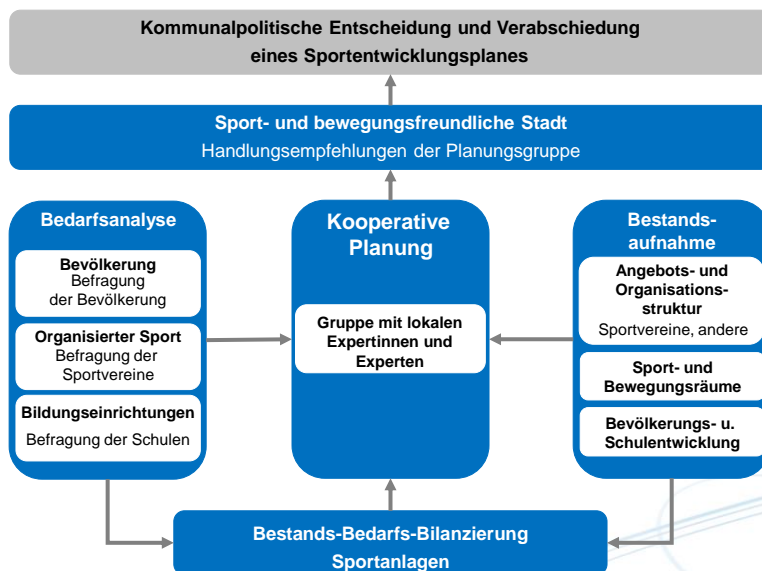 Kommunalpolitische Entscheidung und Verabschiedung
eines Sportentwicklungsplanes
Sport- und bewegungsfreundliche Stadt
Handlungsempfehlungen der Planungsgruppe
Bedarfsanalyse
Bevölkerung
Befragung
der Bevölkerung
Organisierter Sport
Befragung der
Sportvereine
Bildungseinrichtungen
Befragung der Schulen
Kooperative
Planung
Gruppe mit lokalen
Expertinnen und
Experten
Bestands-
aufnahme
Angebots- und
Organisations-
struktur
Sportvereine, andere
Sport- und
Bewegungsräume
Bevölkerungs- u.
Schulentwicklung
Bestands-Bedarfs-Bilanzierung
Sportanlagen